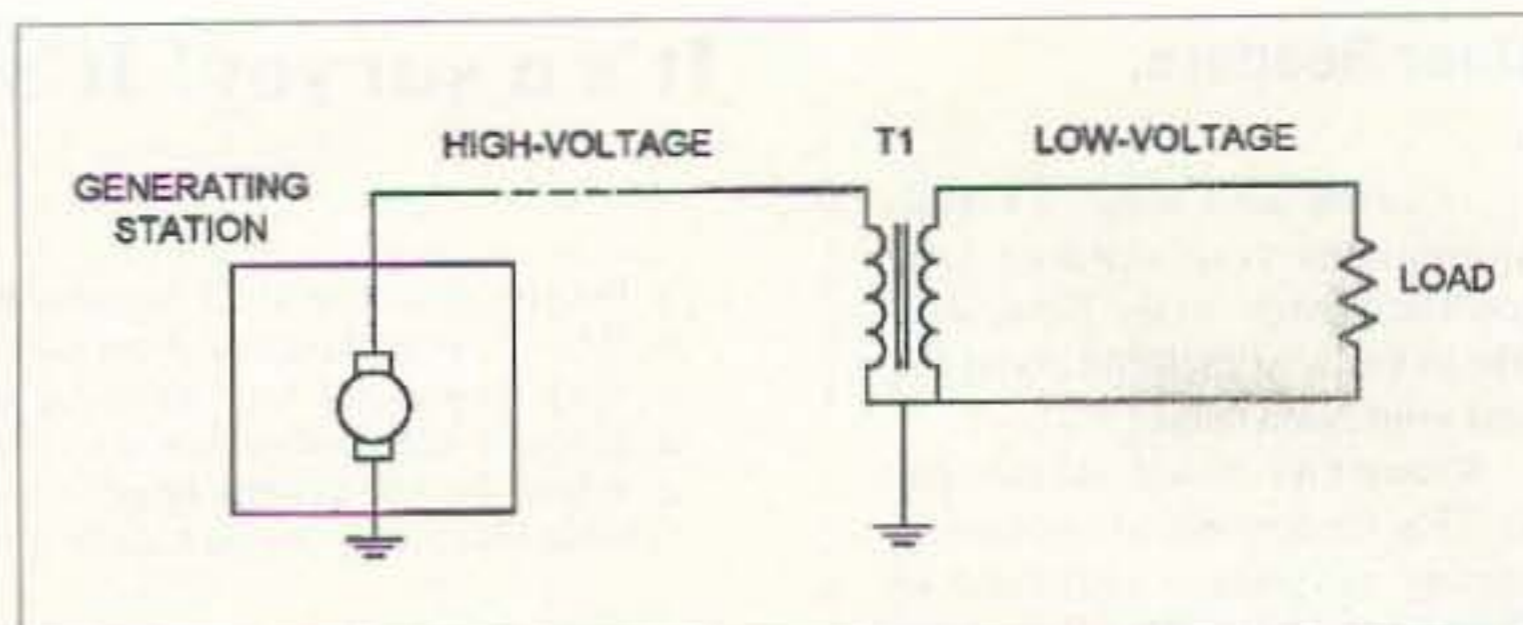 HIGH-VOLTAGE
T1
LOW-VOLTAGE
GENERATING
STATION
LOAD